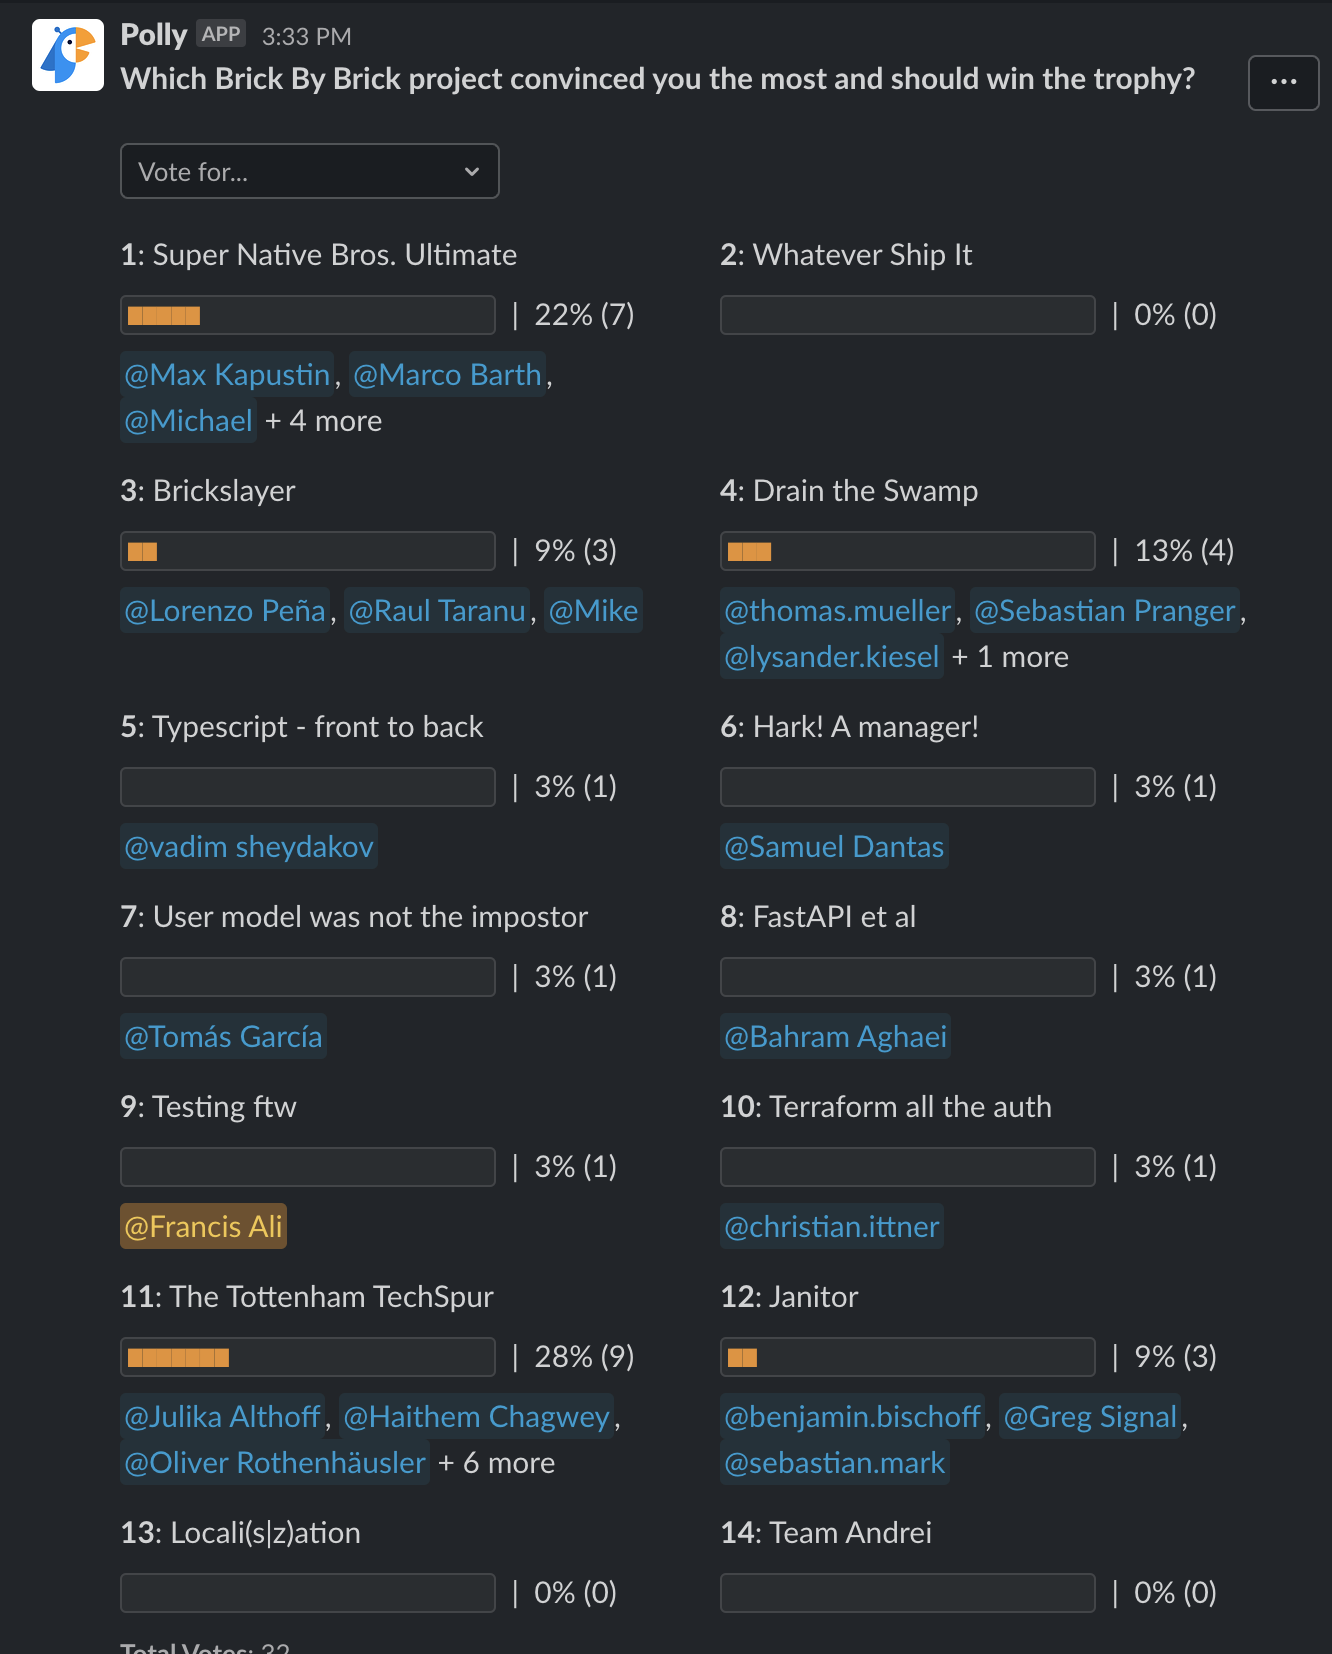 Polly APP 3:33 PM
Which Brick By Brick project convinced you the most and should win the trophy?
Vote for...
1: Super Native Bros. Ultimate
| 22% (7)
@Max Kapustin, @Marco Barth,
@Michael + 4 more
2: Whatever Ship It
| 0% (0)
3: Brickslayer
| 9% (3)
@Lorenzo Peña, @Raul Taranu, @Mike
4: Drain the Swamp
| 13% (4)
@thomas.mueller, @Sebastian Pranger,
@lysander.kiesel + 1 more
5: Typescript - front to back
| 3% (1)
@vadim sheydakov
6: Hark! A manager!
| 3% (1)
@Samuel Dantas
7: User model was not the impostor
| 3% (1)
@Tomás García
8: FastAPI et al
| 3% (1)
@Bahram Aghaei
9: Testing ftw
| 3% (1)
@Francis Ali
10: Terraform all the auth
| 3% (1)
@christian.ittner
11: The Tottenham TechSpur
| 28% (9)
@Julika Althoff, @Haithem Chagwey,
@Oliver Rothenhäusler + 6 more
12: Janitor
| 9% (3)
@benjamin.bischoff, @Greg Signal,
@sebastian.mark
13: Locali(s|z)ation
| 0% (0)
14: Team Andrei
| 0% (0)
Total Votes: 32